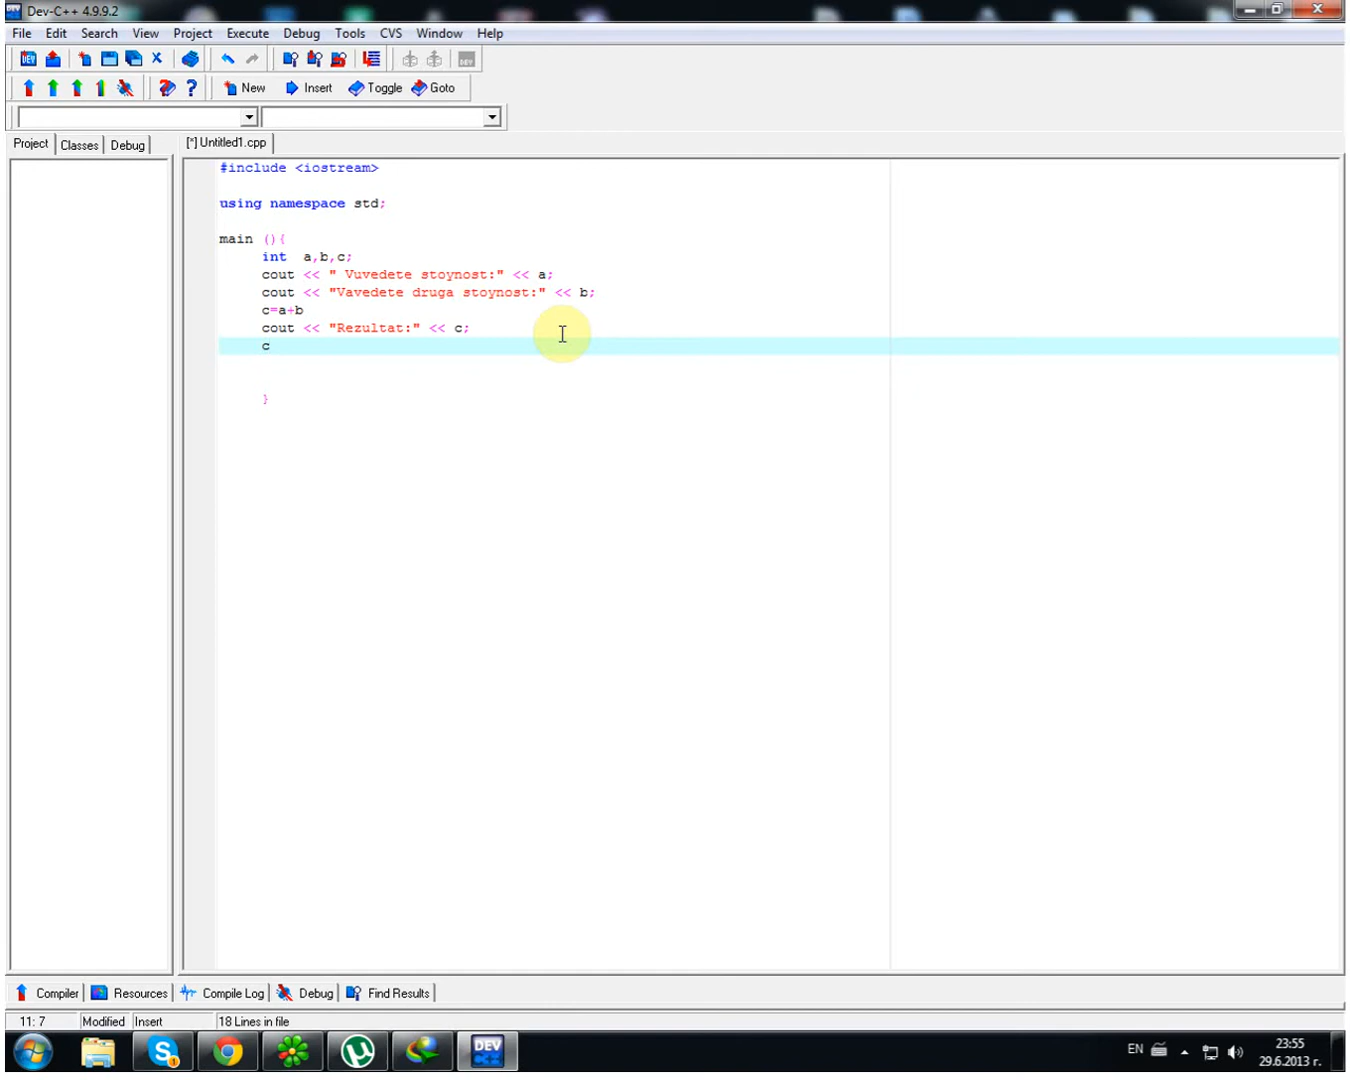 Dev-C++ 4.9.9.2
File Edit Search View Project Execute Debug Tools CVS Window Help
New Insert Toggle Goto
Project Classes Debug [*] Untitled1.cpp
#include <iostream>
using namespace std;
main (){
int  a,b,c;
cout << " Vuvedete stoynost:" << a;
cout << "Vavedete druga stoynost:" << b;
c=a+b
cout << "Rezultat:" << c;
c
}
Compiler Resources Compile Log Debug Find Results
11: 7 Modified Insert 18 Lines in file
DEV C++ EN 23:55
29.6.2013 г.